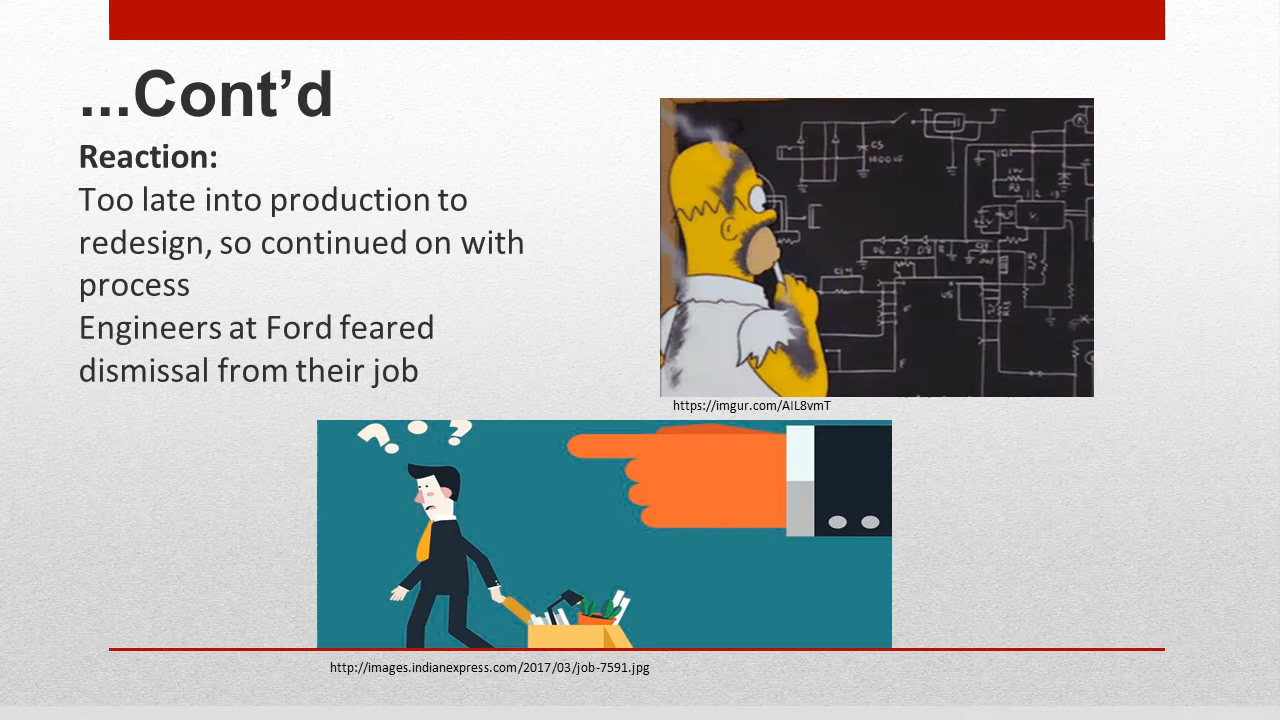 ...Cont’d
Reaction:
Too late into production to
redesign, so continued on with
process
Engineers at Ford feared
dismissal from their job
https://imgur.com/AIL8vmT
http://images.indianexpress.com/2017/03/job-7591.jpg